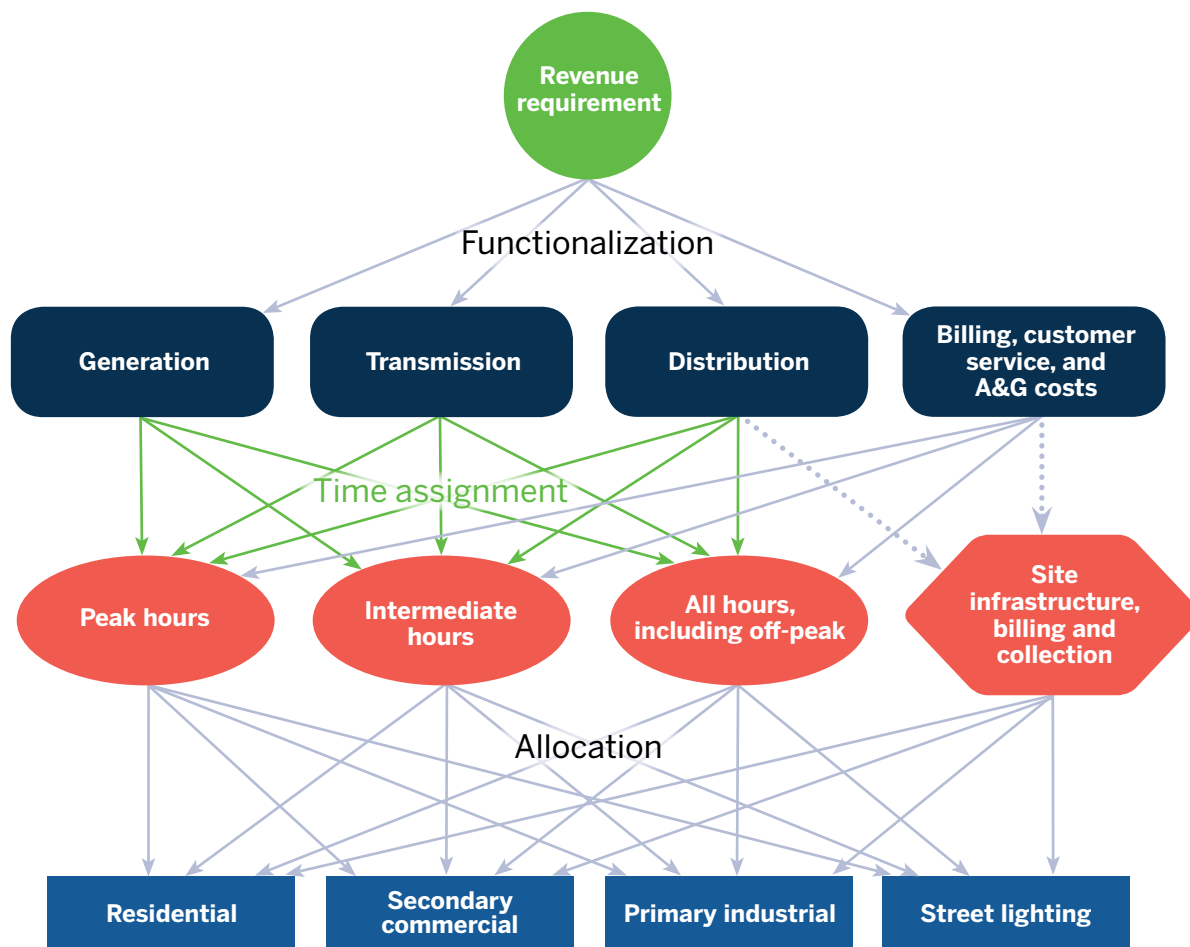 Revenue
requirement
Functionalization
Generation
Transmission
Distribution
Billing, customer
service, and
A&G costs
Time assignment
Peak hours
Intermediate
hours
All hours,
including off-peak
Site
infrastructure,
billing and
collection
Allocation
Residential
Secondary
commercial
Primary industrial
Street lighting